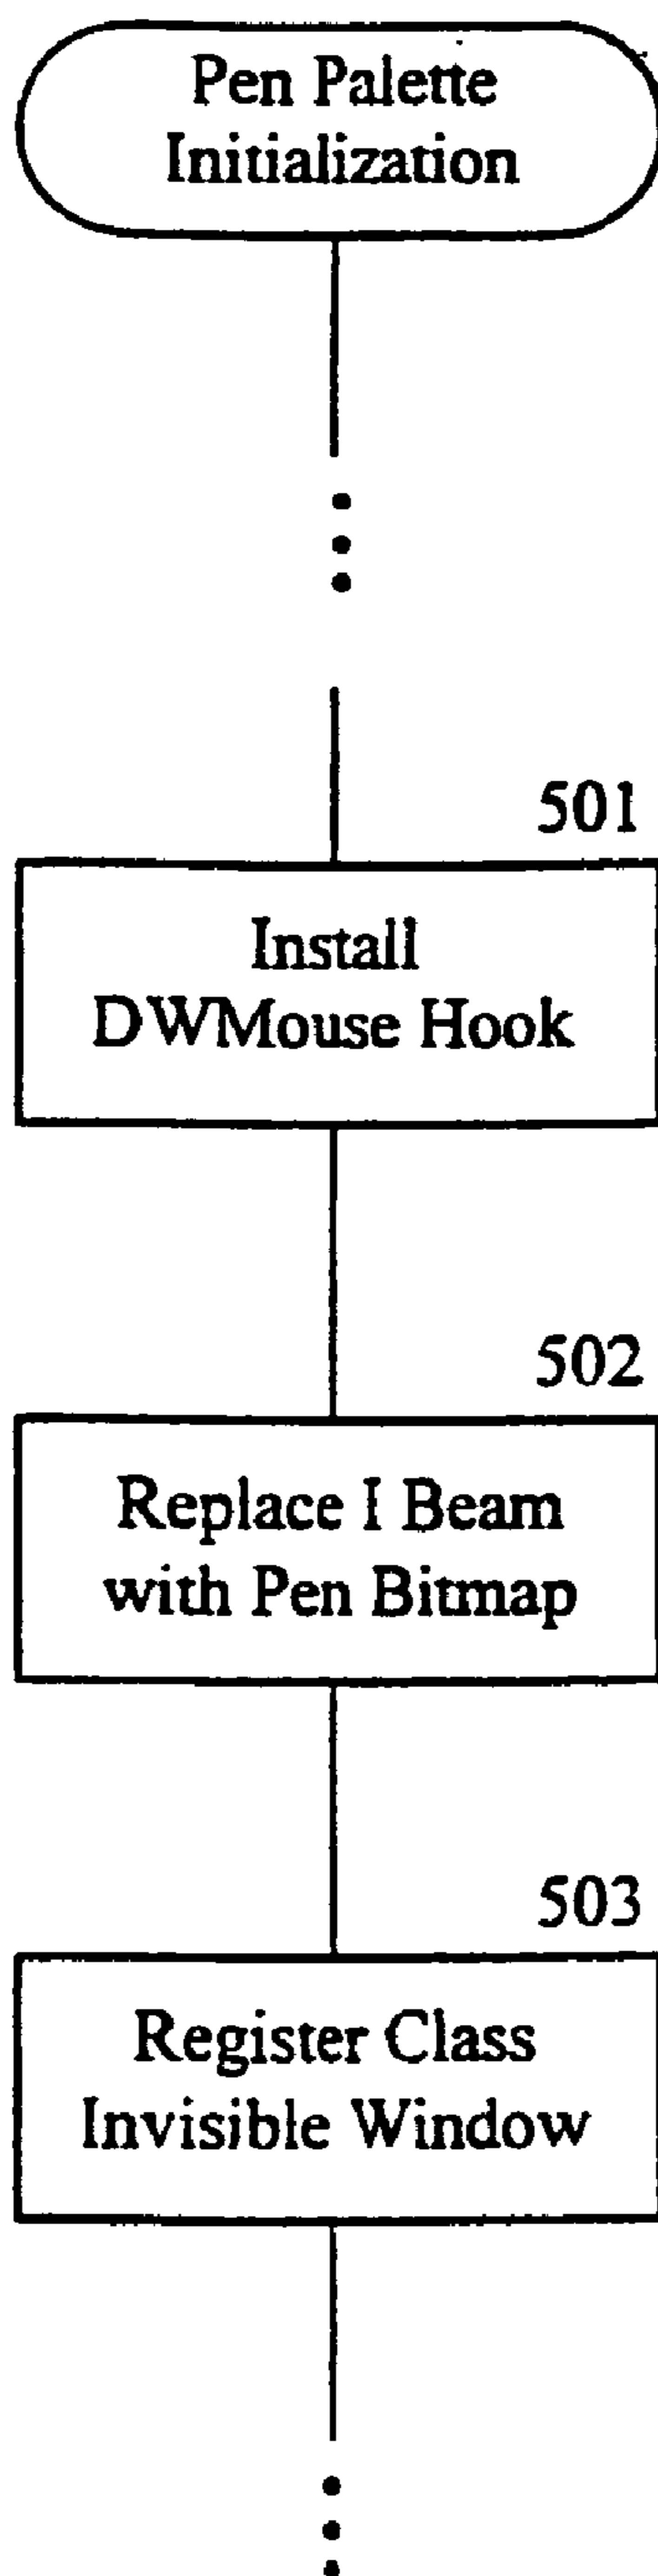 Pen Palette
Initialization
501
Install
DWMouse Hook
502
Replace I Beam
with Pen Bitmap
503
Register Class
Invisible Window